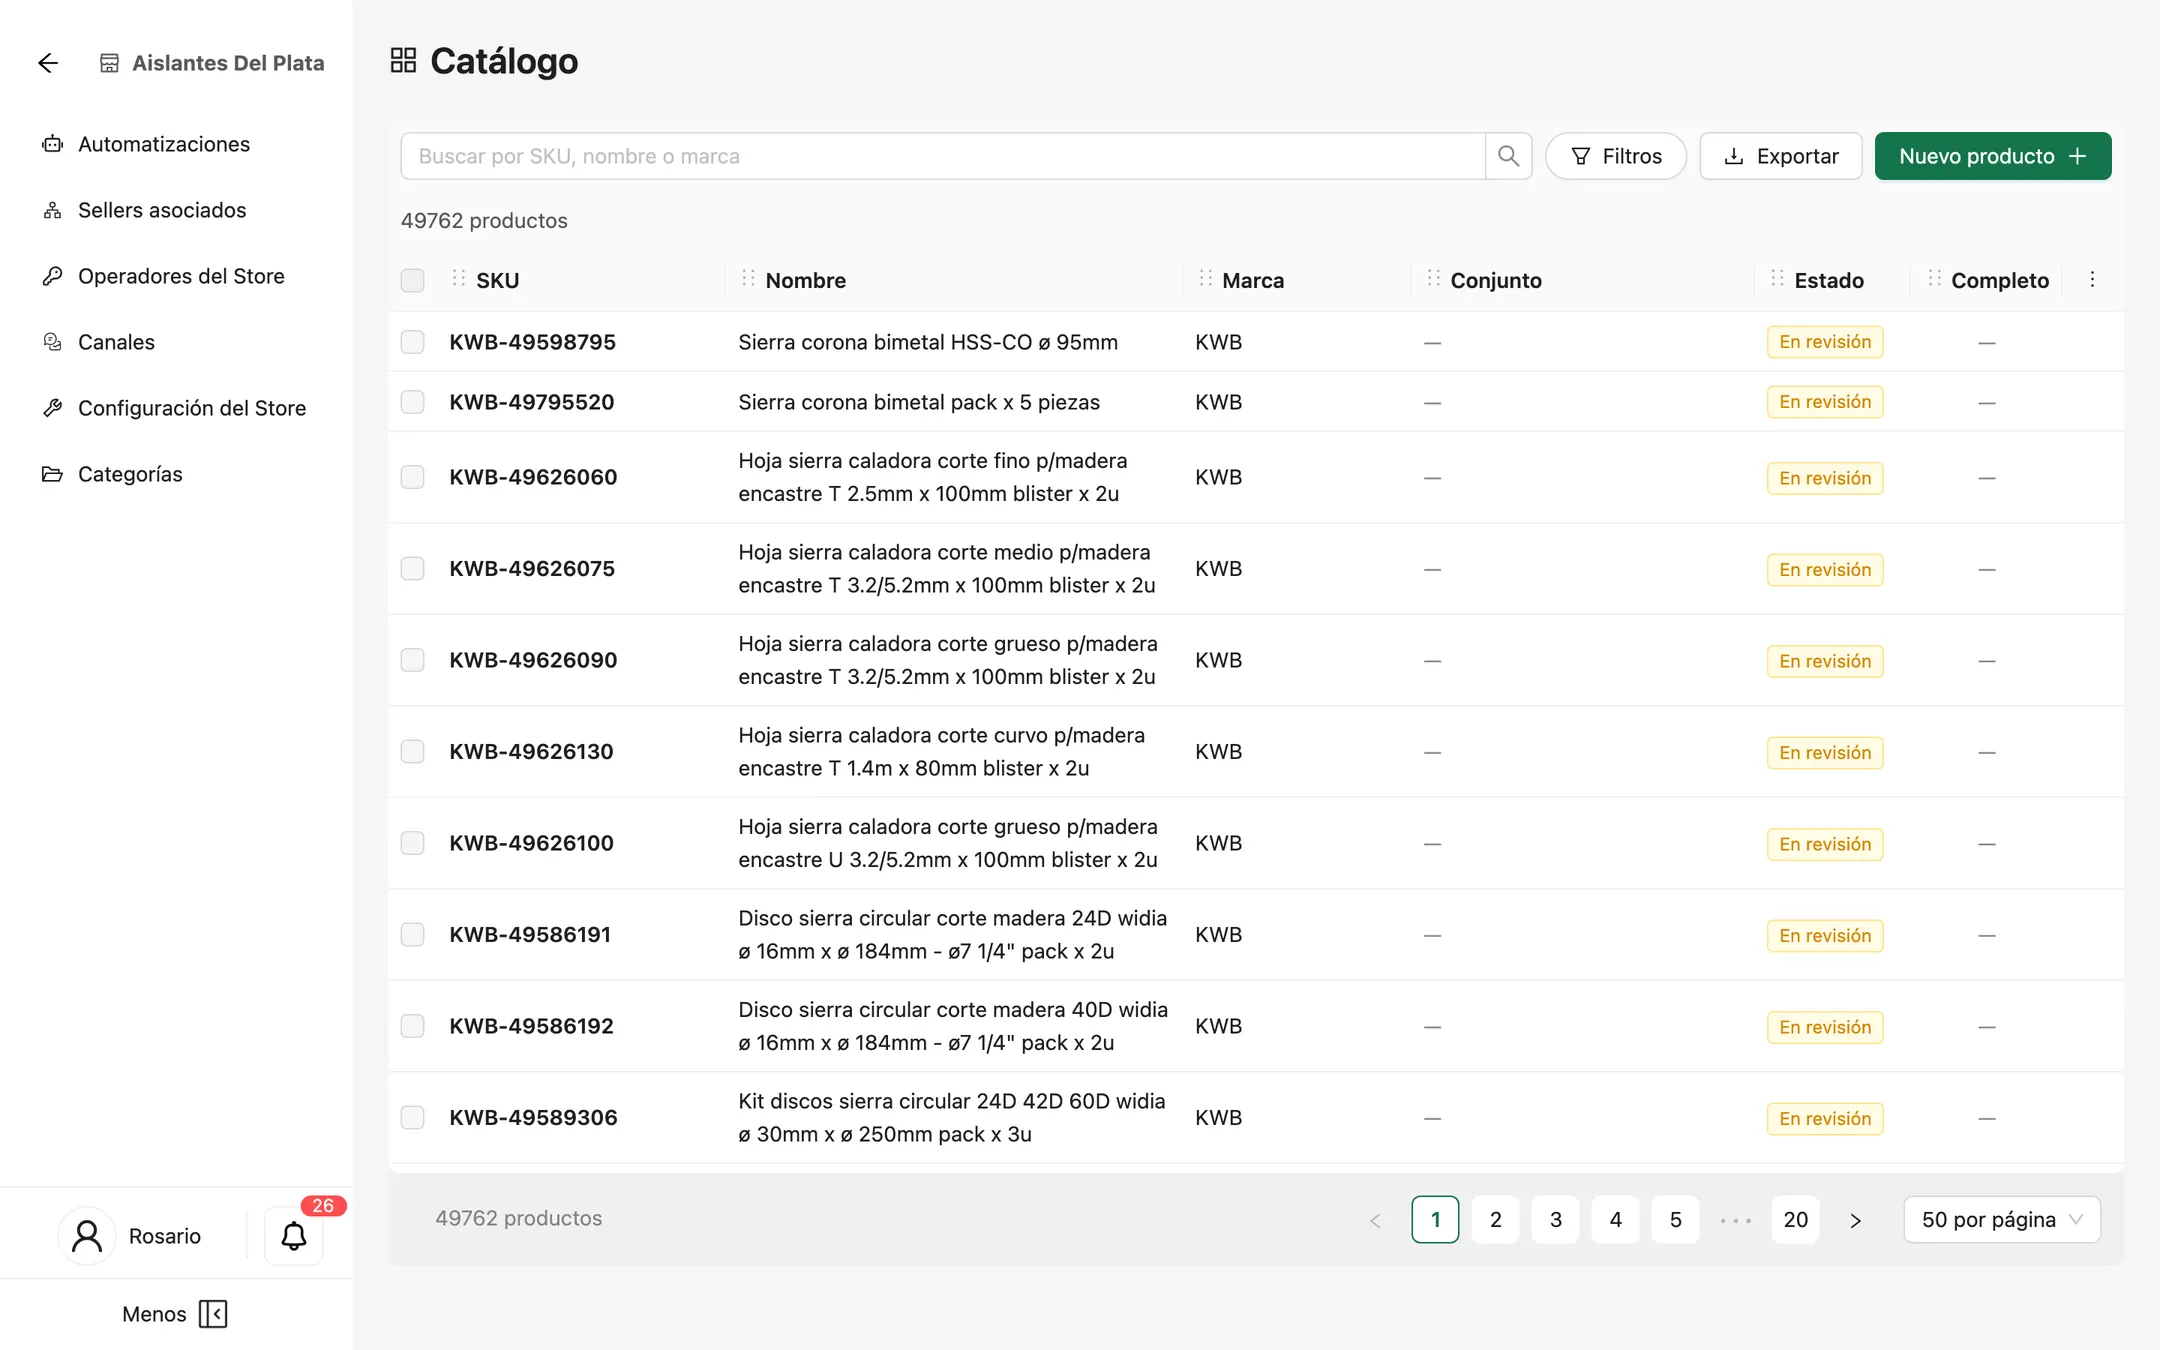 Aislantes Del Plata
Automatizaciones
Sellers asociados
Operadores del Store
Canales
Configuración del Store
Categorías
Rosario
26
Menos
Catálogo
Buscar por SKU, nombre o marca
Filtros
Exportar
Nuevo producto
49762 productos
SKU Nombre Marca Conjunto Estado Completo
KWB-49598795 Sierra corona bimetal HSS-CO ø 95mm KWB — En revisión —
KWB-49795520 Sierra corona bimetal pack x 5 piezas KWB — En revisión —
Hoja sierra caladora corte fino p/madera
KWB-49626060 encastre T 2.5mm x 100mm blister x 2u KWB — En revisión —
Hoja sierra caladora corte medio p/madera
KWB-49626075 encastre T 3.2/5.2mm x 100mm blister x 2u KWB — En revisión —
Hoja sierra caladora corte grueso p/madera
KWB-49626090 encastre T 3.2/5.2mm x 100mm blister x 2u KWB — En revisión —
Hoja sierra caladora corte curvo p/madera
KWB-49626130 encastre T 1.4m x 80mm blister x 2u KWB — En revisión —
Hoja sierra caladora corte grueso p/madera
KWB-49626100 encastre U 3.2/5.2mm x 100mm blister x 2u KWB — En revisión —
Disco sierra circular corte madera 24D widia
KWB-49586191 ø 16mm x ø 184mm - ø7 1/4" pack x 2u KWB — En revisión —
Disco sierra circular corte madera 40D widia
KWB-49586192 ø 16mm x ø 184mm - ø7 1/4" pack x 2u KWB — En revisión —
Kit discos sierra circular 24D 42D 60D widia
KWB-49589306 ø 30mm x ø 250mm pack x 3u KWB — En revisión —
49762 productos
1 2 3 4 5 ••• 20
50 por página